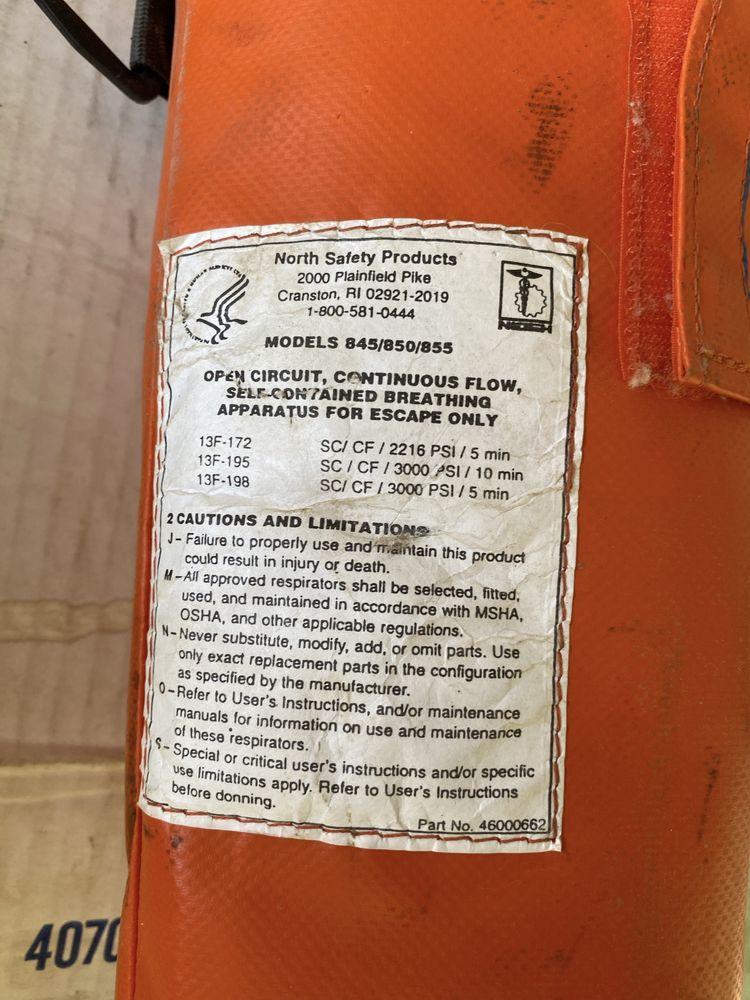 North Safety Products
2000 Plainfield Pike
Cranston, RI 02921-2019
1-800-581-0444
NIOSH
MODELS 845/850/855
OPEN CIRCUIT, CONTINUOUS FLOW,
SELF-CONTAINED BREATHING
APPARATUS FOR ESCAPE ONLY
13F-172 SC/ CF / 2216 PSI / 5 min
13F-195 SC / CF / 3000 PSI / 10 min
13F-198 SC/ CF / 3000 PSI / 5 min
2 CAUTIONS AND LIMITATIONS
J - Failure to properly use and maintain this product
could result in injury or death.
M - All approved respirators shall be selected, fitted,
used, and maintained in accordance with MSHA,
OSHA, and other applicable regulations.
N - Never substitute, modify, add, or omit parts. Use
only exact replacement parts in the configuration
as specified by the manufacturer.
O - Refer to User's Instructions, and/or maintenance
manuals for information on use and maintenance
of these respirators.
S - Special or critical user's instructions and/or specific
use limitations apply. Refer to User's Instructions
before donning.
Part No. 46000662